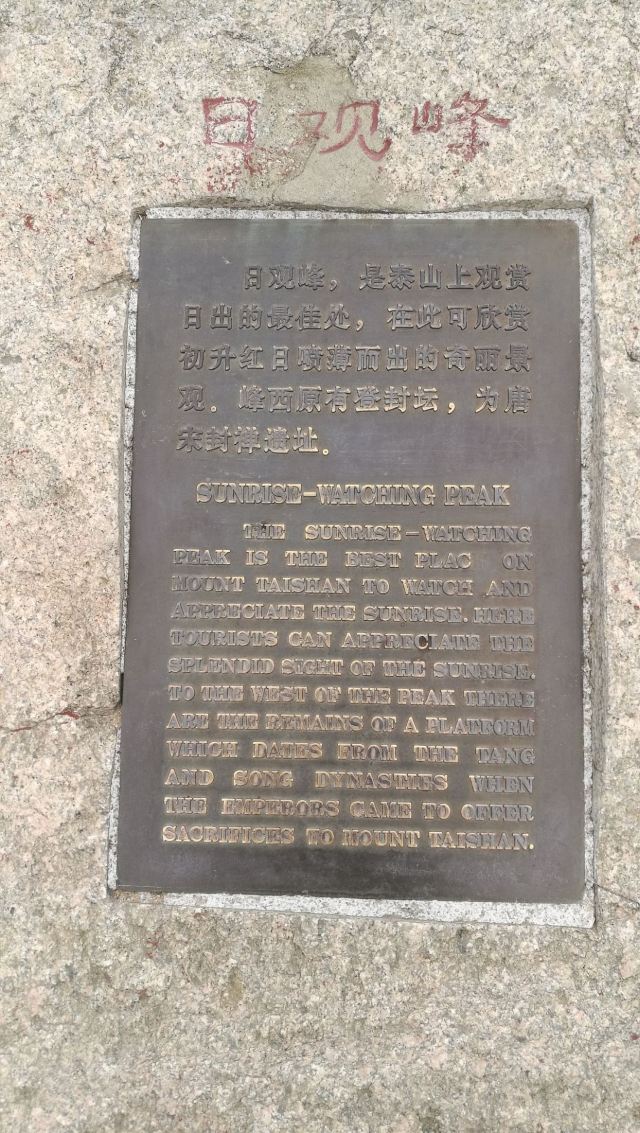 日观峰
日观峰，是泰山上观赏
日出的最佳处，在此可欣赏
初升红日喷薄而出的奇丽景
观。峰西原有登封坛，为唐
宋封禅遗址。
SUNRISE-WATCHING PEAK
THE SUNRISE-WATCHING
PEAK IS THE BEST PLAC ON
MOUNT TAISHAN TO WATCH AND
APPRECIATE THE SUNRISE. HERE
TOURISTS CAN APPRECIATE THE
SPLENDID SIGHT OF THE SUNRISE.
TO THE WEST OF THE PEAK THERE
ARE THE REMAINS OF A PLATFORM
WHICH DATES FROM THE TANG
AND SONG DYNASTIES WHEN
THE EMPERORS CAME TO OFFER
SACRIFICES TO MOUNT TAISHAN.